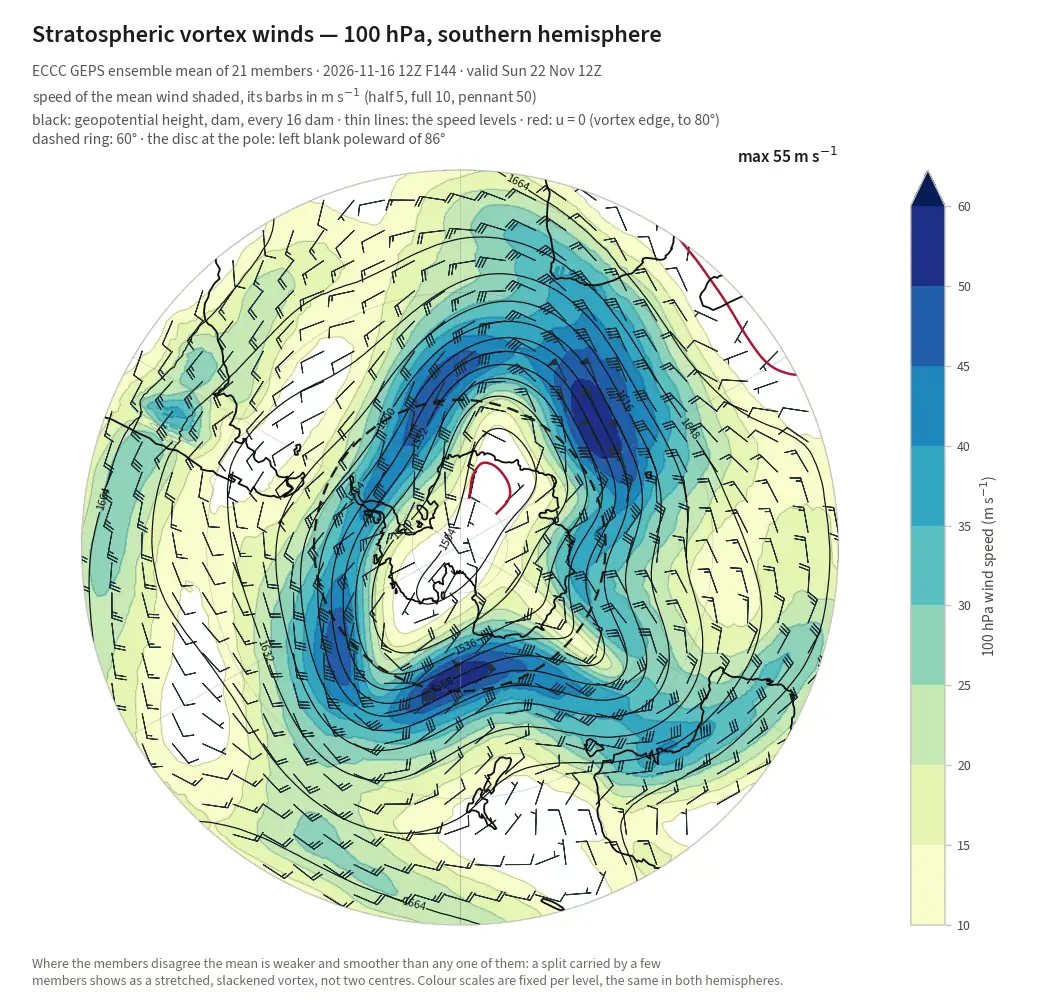 Stratospheric vortex winds — 100 hPa, southern hemisphere
ECCC GEPS ensemble mean of 21 members · 2026-11-16 12Z F144 · valid Sun 22 Nov 12Z
speed of the mean wind shaded, its barbs in m s⁻¹ (half 5, full 10, pennant 50)
black: geopotential height, dam, every 16 dam · thin lines: the speed levels · red: u = 0 (vortex edge, to 80°)
dashed ring: 60° · the disc at the pole: left blank poleward of 86°
max 55 m s⁻¹
1664
1616
1648
1664
1632
1536
1664
60
50
45
40
35
30
25
20
15
10
100 hPa wind speed (m s⁻¹)
Where the members disagree the mean is weaker and smoother than any one of them: a split carried by a few
members shows as a stretched, slackened vortex, not two centres. Colour scales are fixed per level, the same in both hemispheres.